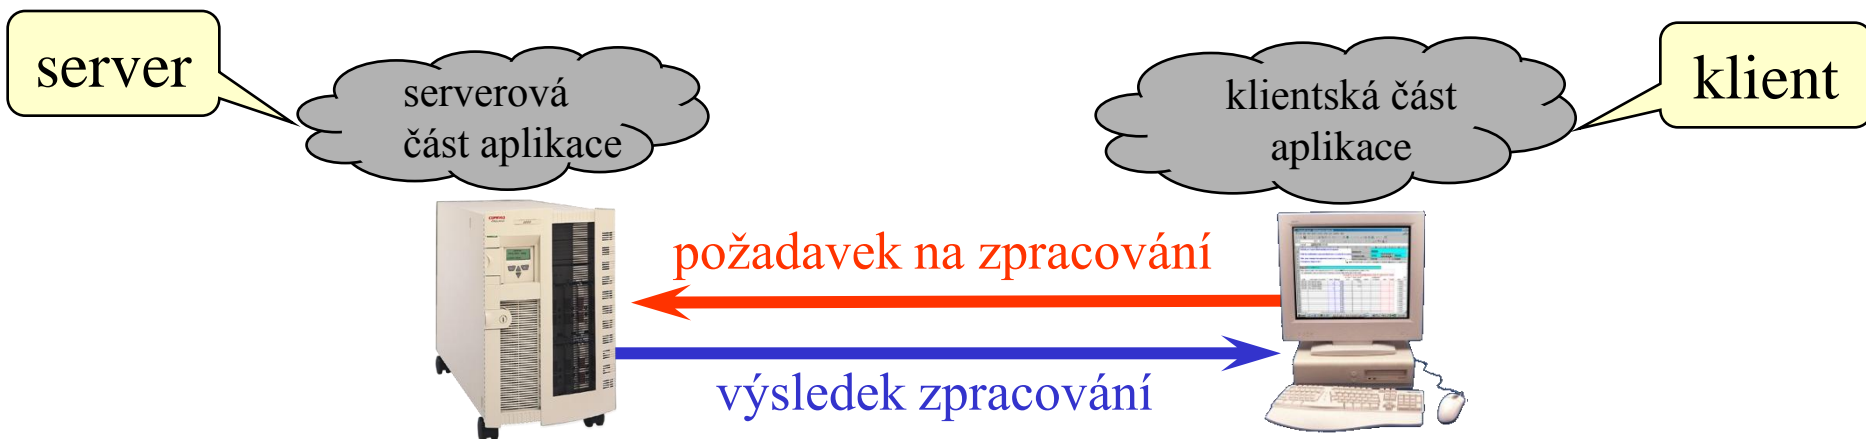 server
serverová
část aplikace
klientská část
aplikace
klient
požadavek na zpracování
výsledek zpracování